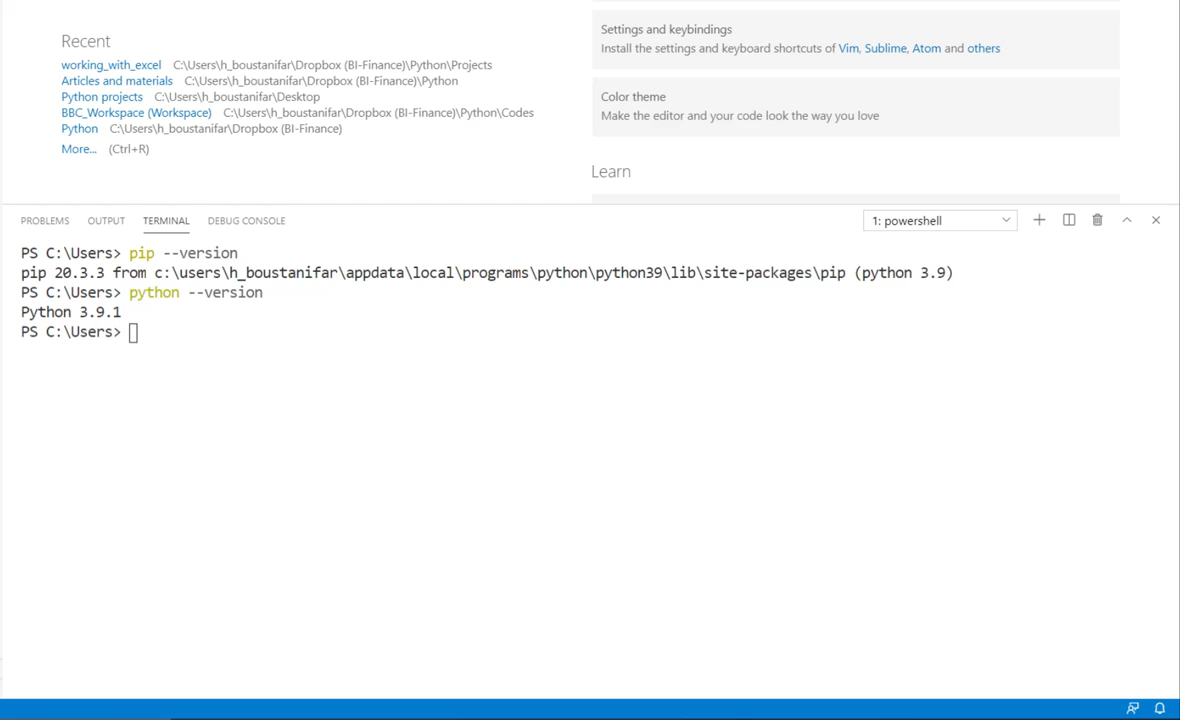 Recent
working_with_excel C:\Users\h_boustanifar\Dropbox (BI-Finance)\Python\Projects
Articles and materials C:\Users\h_boustanifar\Dropbox (BI-Finance)\Python
Python projects C:\Users\h_boustanifar\Desktop
BBC_Workspace (Workspace) C:\Users\h_boustanifar\Dropbox (BI-Finance)\Python\Codes
Python C:\Users\h_boustanifar\Dropbox (BI-Finance)
More... (Ctrl+R)
Settings and keybindings
Install the settings and keyboard shortcuts of Vim, Sublime, Atom and others
Color theme
Make the editor and your code look the way you love
Learn
PROBLEMS OUTPUT TERMINAL DEBUG CONSOLE 1: powershell
PS C:\Users> pip --version
pip 20.3.3 from c:\users\h_boustanifar\appdata\local\programs\python\python39\lib\site-packages\pip (python 3.9)
PS C:\Users> python --version
Python 3.9.1
PS C:\Users>